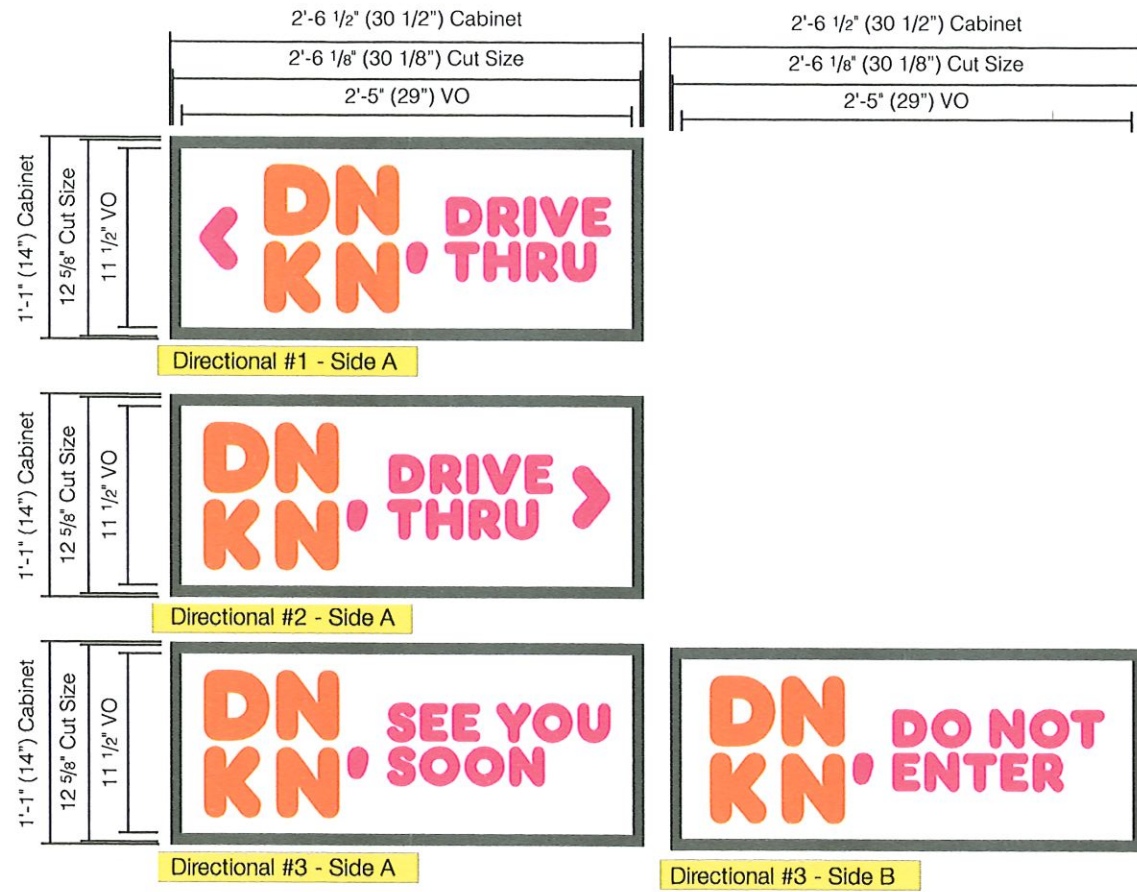 2'-6 1/2" (30 1/2") Cabinet
2'-6 1/8" (30 1/8") Cut Size
2'-5" (29") VO
2'-6 1/2" (30 1/2") Cabinet
2'-6 1/8" (30 1/8") Cut Size
2'-5" (29") VO
1'-1" (14") Cabinet
12 5/8" Cut Size
11 1/2" VO
<
DN
KN'
DRIVE
THRU
Directional #1 - Side A
1'-1" (14") Cabinet
12 5/8" Cut Size
11 1/2" VO
DN
KN'
DRIVE
THRU
>
Directional #2 - Side A
1'-1" (14") Cabinet
12 5/8" Cut Size
11 1/2" VO
DN
KN'
SEE YOU
SOON
Directional #3 - Side A
DN
KN'
DO NOT
ENTER
Directional #3 - Side B